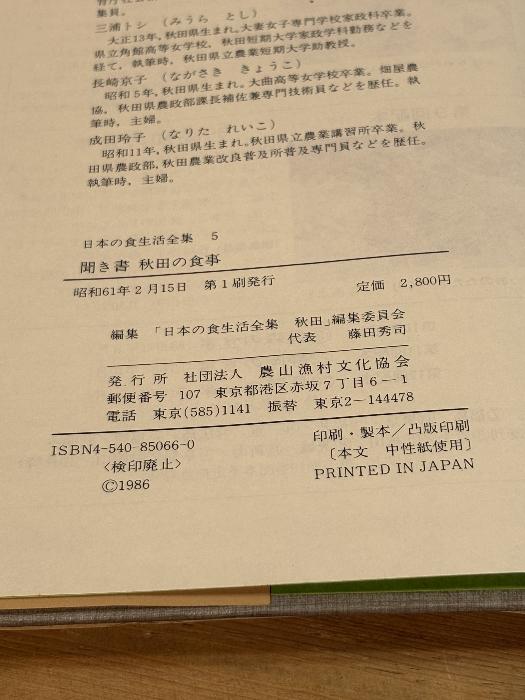 集員。
三浦トシ (みうら とし)
大正13年，秋田県生まれ。大妻女子専門学校家政科卒業。
県立角館高等女学校，秋田短期大学家政学科勤務などを
経て，執筆時，秋田県立農業短期大学助教授。
長崎京子 (ながさき きょうこ)
昭和5年，秋田県生まれ。大曲高等女学校卒業。畑屋農
協，秋田県農政部課長補佐兼専門技術員などを歴任。執
筆時，主婦。
成田玲子 (なりた れいこ)
昭和11年，秋田県生まれ。秋田県立農業講習所卒業。秋
田県農政部，秋田農業改良普及所普及専門員などを歴任。
執筆時，主婦。
日本の食生活全集 5
聞き書 秋田の食事
昭和61年2月15日 第1刷発行
定価 2,800円
編集 「日本の食生活全集 秋田」編集委員会
代表 藤田秀司
発行所 社団法人 農山漁村文化協会
郵便番号 107 東京都港区赤坂7丁目6－1
電話 東京(585)1141 振替 東京2－144478
ISBN4-540-85066-0
〈検印廃止〉
©1986
印刷・製本／凸版印刷
〔本文 中性紙使用〕
PRINTED IN JAPAN